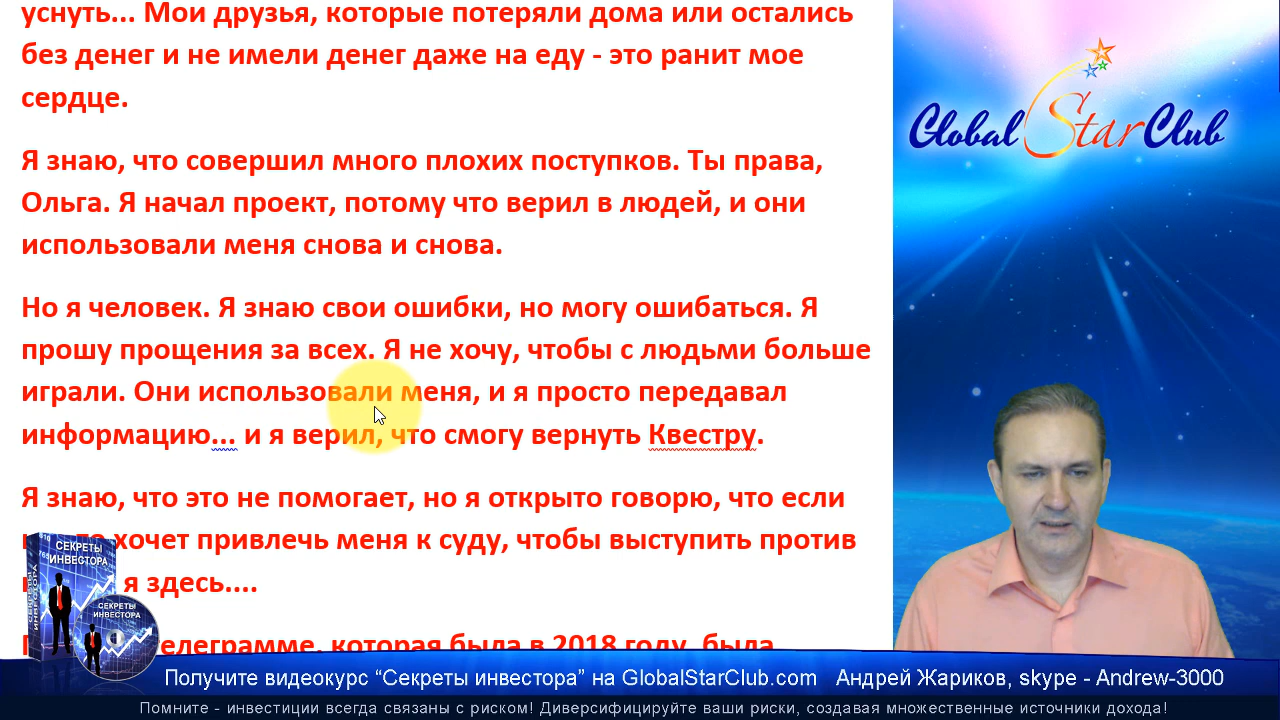 уснуть... Мои друзья, которые потеряли дома или остались
без денег и не имели денег даже на еду - это ранит мое
сердце.
Я знаю, что совершил много плохих поступков. Ты права,
Ольга. Я начал проект, потому что верил в людей, и они
использовали меня снова и снова.
Но я человек. Я знаю свои ошибки, но могу ошибаться. Я
прошу прощения за всех. Я не хочу, чтобы с людьми больше
играли. Они использовали меня, и я просто передавал
информацию... и я верил, что смогу вернуть Квестру.
Я знаю, что это не помогает, но я открыто говорю, что если
хочет привлечь меня к суду, чтобы выступить против
я здесь....
телеграмме, которая была в 2018 году, была
Global Star Club
СЕКРЕТЫ
ИНВЕСТОРА
СЕКРЕТЫ ИНВЕСТОРА
СЕКРЕТЫ
ИНВЕСТОРА
Получите видеокурс “Секреты инвестора” на GlobalStarClub.com Андрей Жариков, skype - Andrew-3000
Помните - инвестиции всегда связаны с риском! Диверсифицируйте ваши риски, создавая множественные источники дохода!